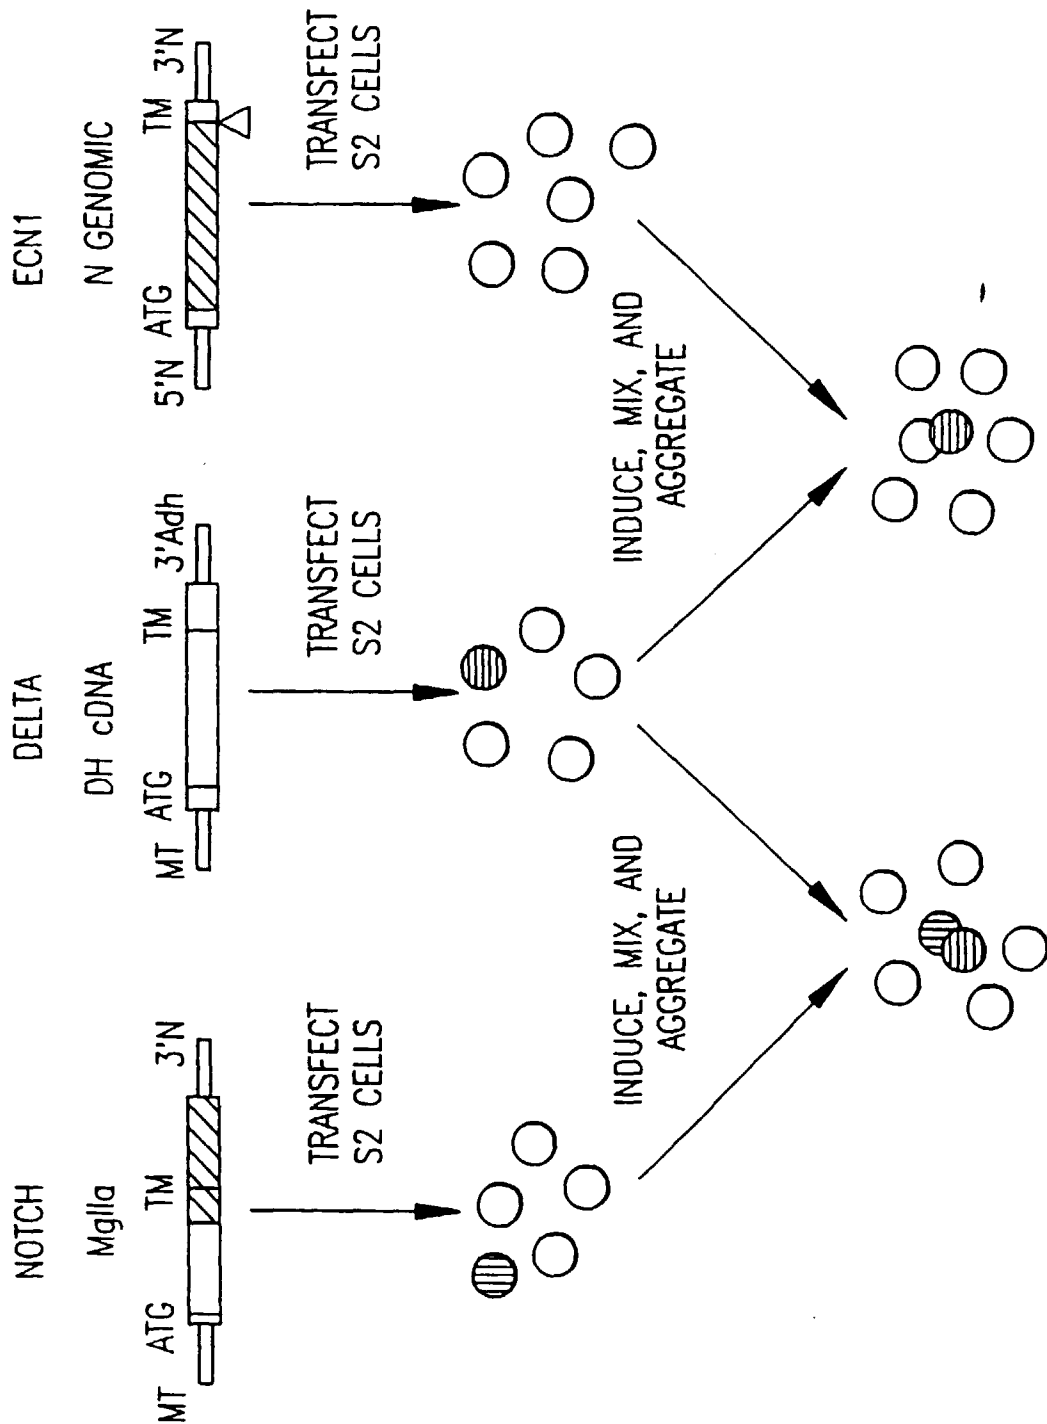 NOTCH
MgIIa
MT ATG TM 3'N
TRANSFECT
S2 CELLS
DELTA
DH cDNA
MT ATG TM 3'Adh
TRANSFECT
S2 CELLS
ECN1
N GENOMIC
5'N ATG TM 3'N
TRANSFECT
S2 CELLS
INDUCE, MIX, AND
AGGREGATE
INDUCE, MIX, AND
AGGREGATE